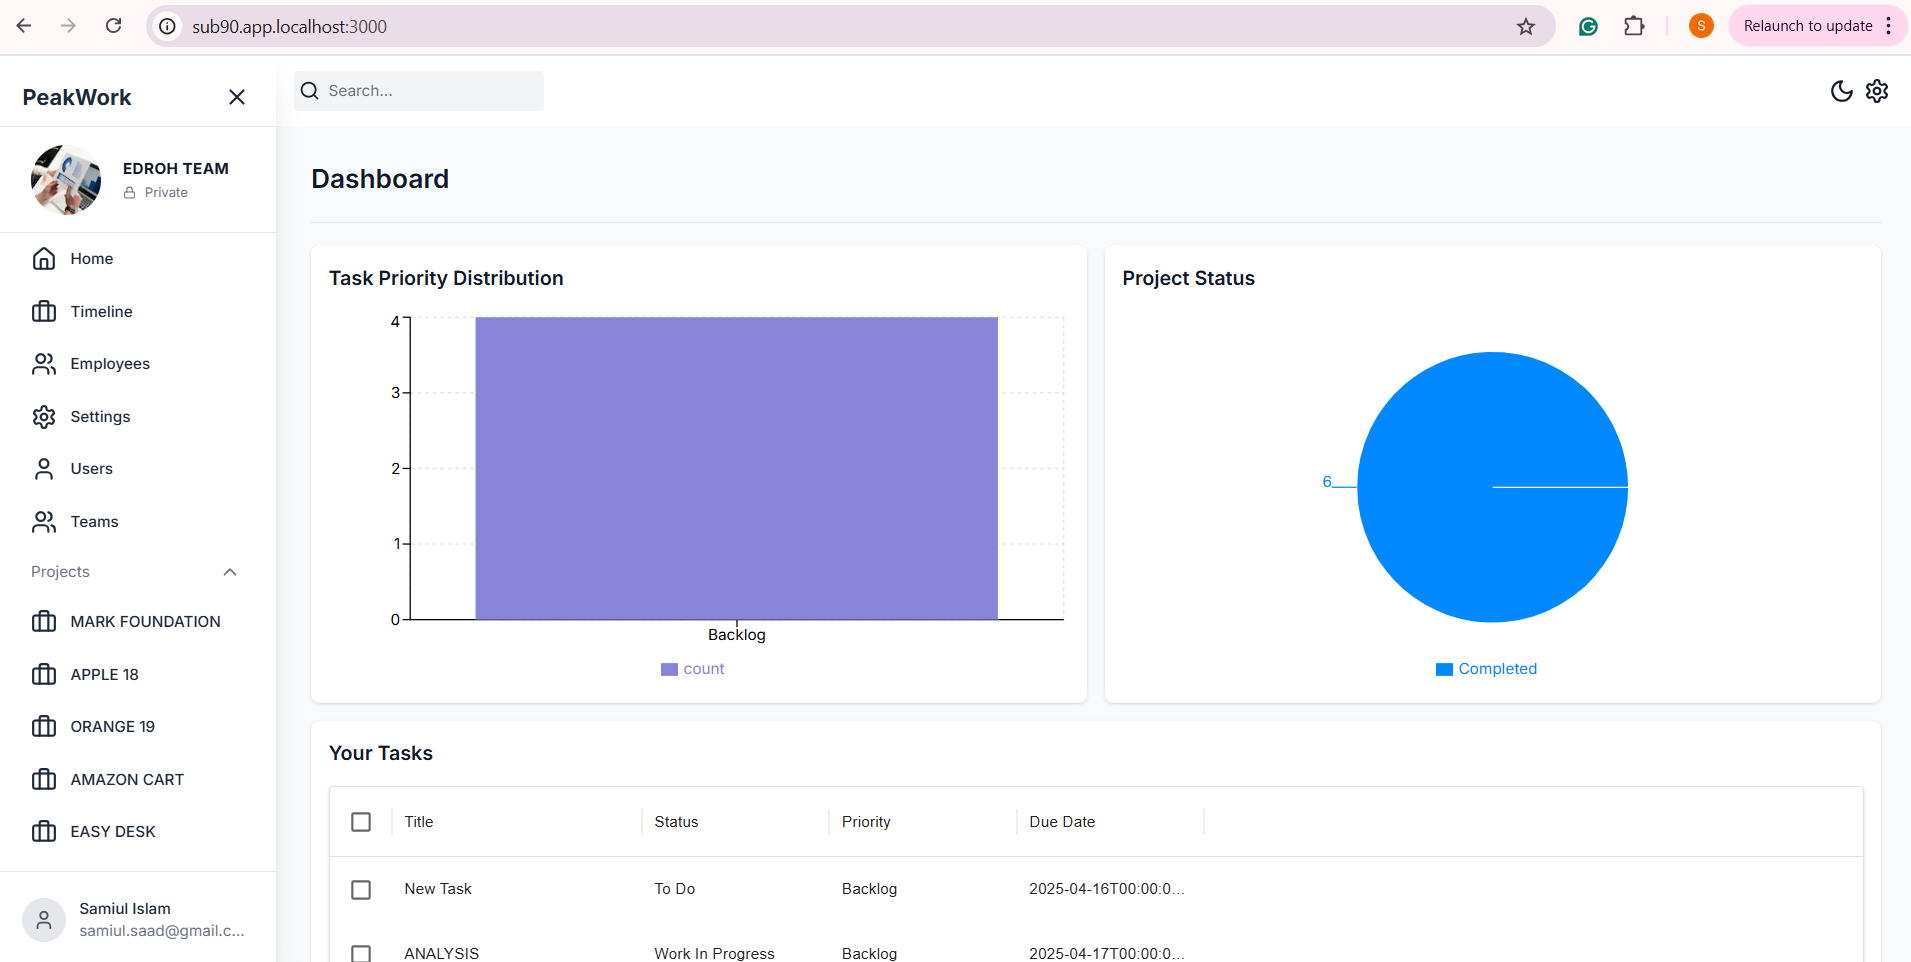 sub90.app.localhost:3000
S
Relaunch to update
PeakWork
Search...
EDROH TEAM
Private
Home
Timeline
Employees
Settings
Users
Teams
Projects
MARK FOUNDATION
APPLE 18
ORANGE 19
AMAZON CART
EASY DESK
Samiul Islam
samiul.saad@gmail.c...
Dashboard
Task Priority Distribution
4
3
2
1
0
Backlog
count
Project Status
6
Completed
Your Tasks
Title Status Priority Due Date
New Task To Do Backlog 2025-04-16T00:00:0...
ANALYSIS Work In Progress Backlog 2025-04-17T00:00:0...